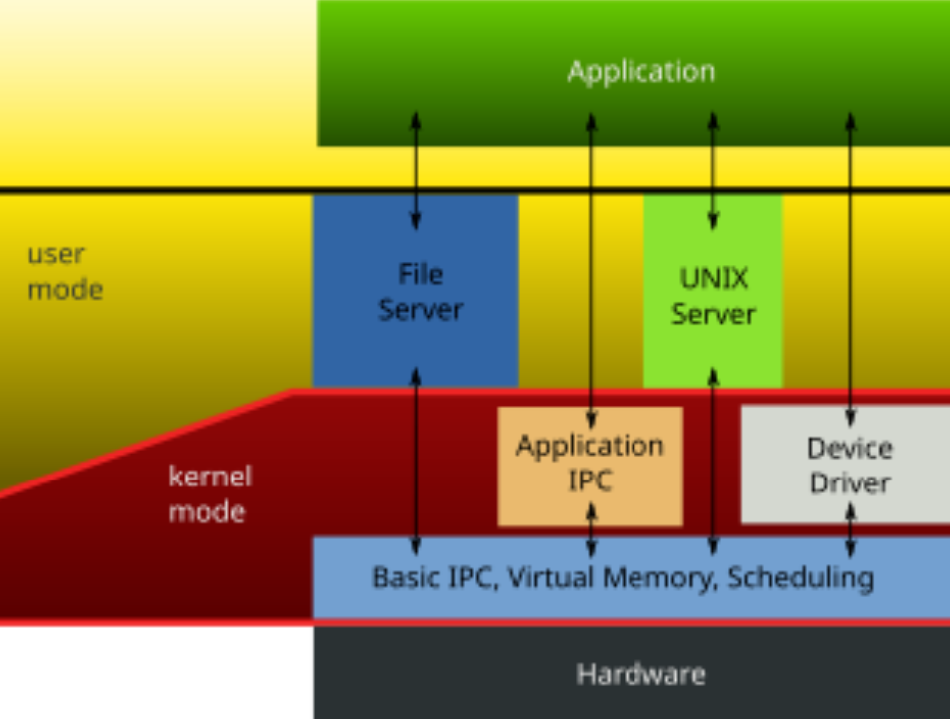 Application
user
mode
File
Server
UNIX
Server
kernel
mode
Application
IPC
Device
Driver
Basic IPC, Virtual Memory, Scheduling
Hardware